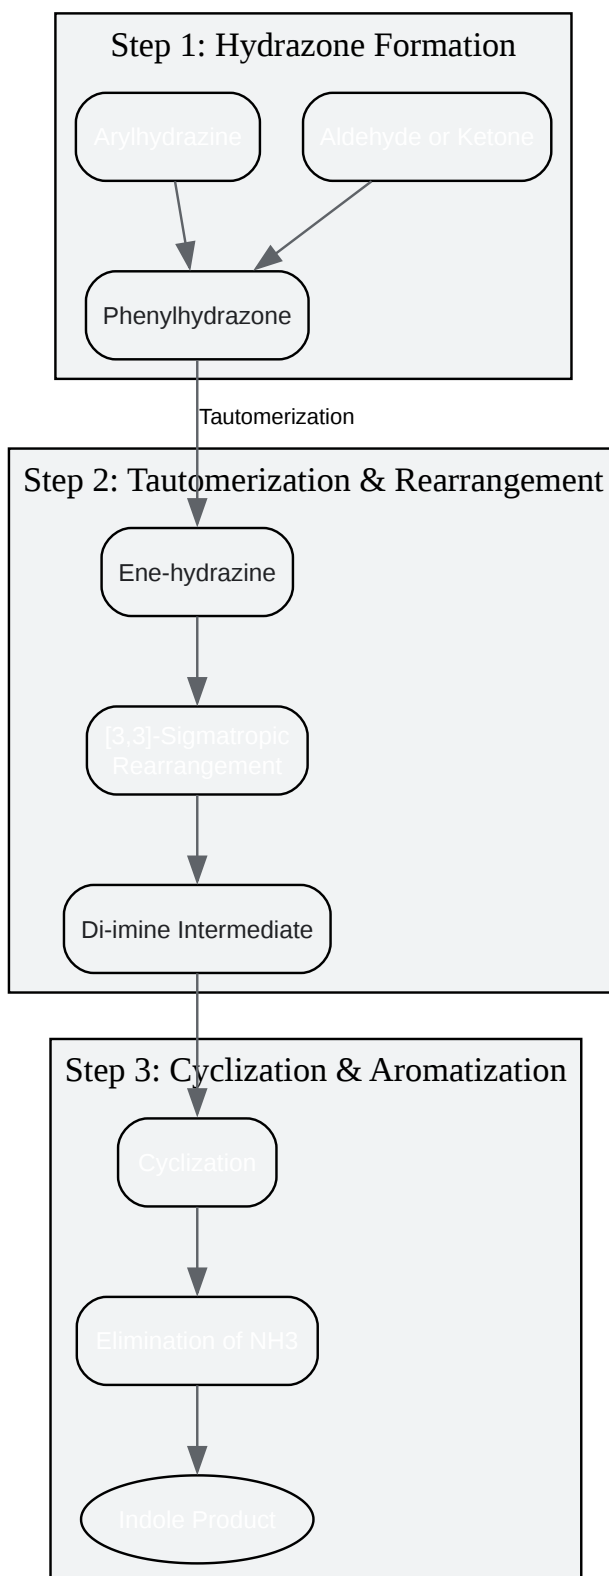 Step 1: Hydrazone Formation
Arylhydrazine
Aldehyde or Ketone
Phenylhydrazone
Tautomerization
Step 2: Tautomerization & Rearrangement
Ene-hydrazine
[3,3]-Sigmatropic
Rearrangement
Di-imine Intermediate
Step 3: Cyclization & Aromatization
Cyclization
Elimination of NH3
Indole Product